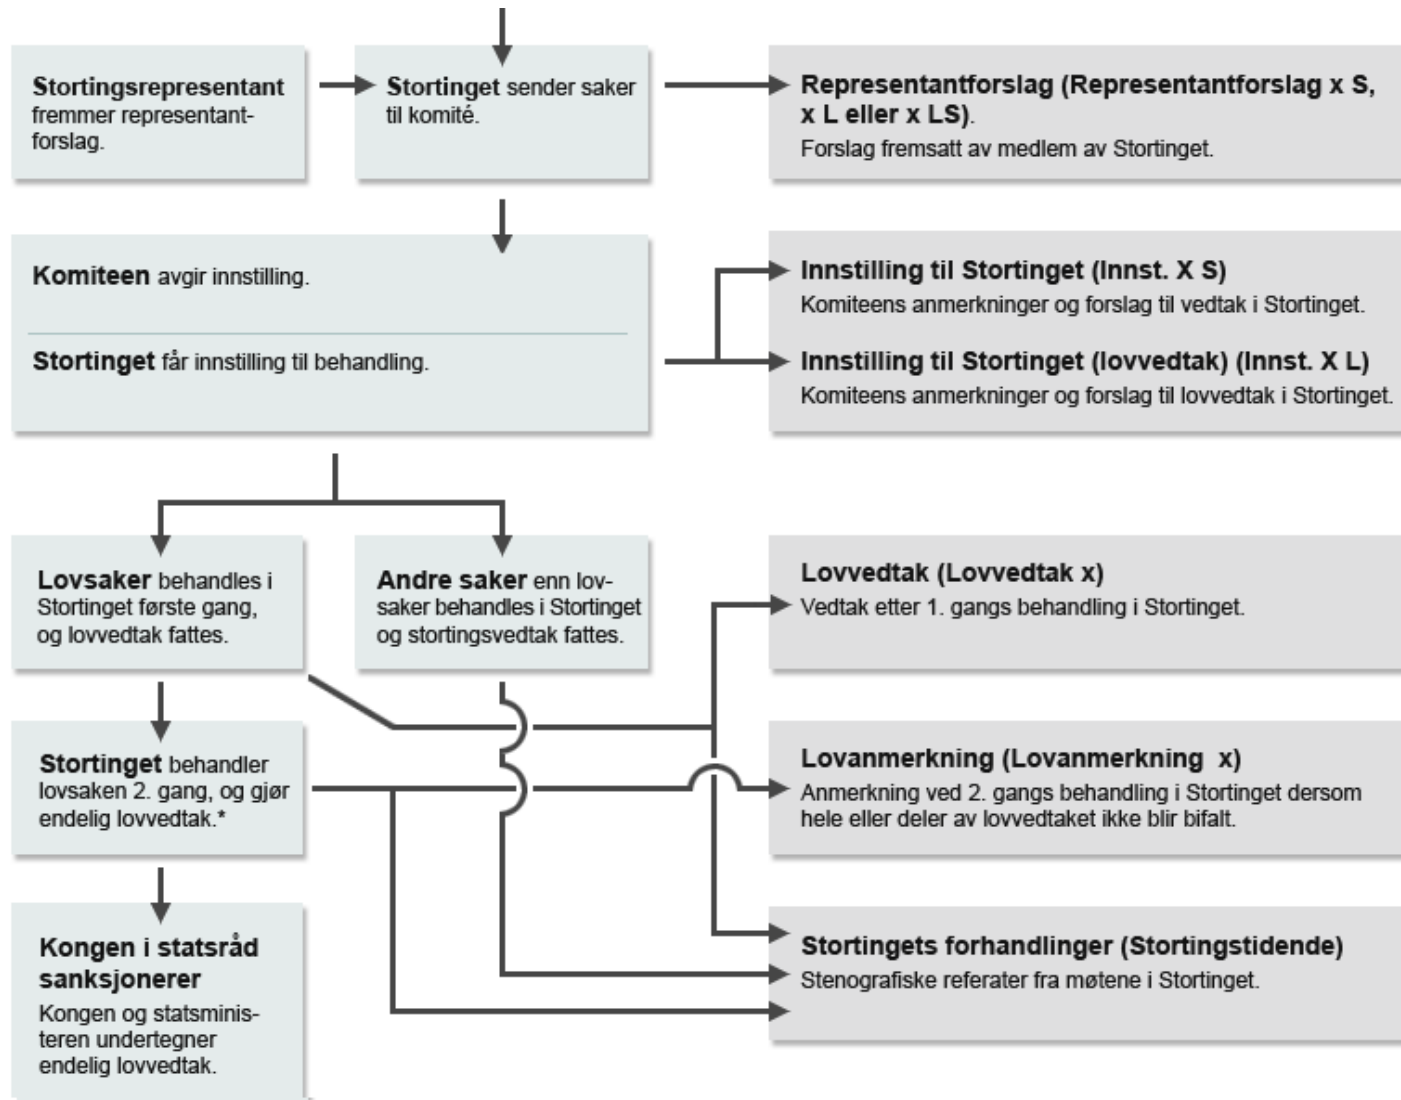 Stortingsrepresentant
fremmer representant-
forslag.
Stortinget sender saker
til komité.
Representantforslag (Representantforslag x S,
x L eller x LS).
Forslag fremsatt av medlem av Stortinget.
Komiteen avgir innstilling.
Stortinget får innstilling til behandling.
Innstilling til Stortinget (Innst. X S)
Komiteens anmerkninger og forslag til vedtak i Stortinget.
Innstilling til Stortinget (lovvedtak) (Innst. X L)
Komiteens anmerkninger og forslag til lovvedtak i Stortinget.
Lovsaker behandles i
Stortinget første gang,
og lovvedtak fattes.
Andre saker enn lov-
saker behandles i Stortinget
og stortingsvedtak fattes.
Lovvedtak (Lovvedtak x)
Vedtak etter 1. gangs behandling i Stortinget.
Stortinget behandler
lovsaken 2. gang, og gjør
endelig lovvedtak.*
Lovanmerkning (Lovanmerkning  x)
Anmerkning ved 2. gangs behandling i Stortinget dersom
hele eller deler av lovvedtaket ikke blir bifalt.
Kongen i statsråd
sanksjonerer
Kongen og statsminis-
teren undertegner
endelig lovvedtak.
Stortingets forhandlinger (Stortingstidende)
Stenografiske referater fra møtene i Stortinget.